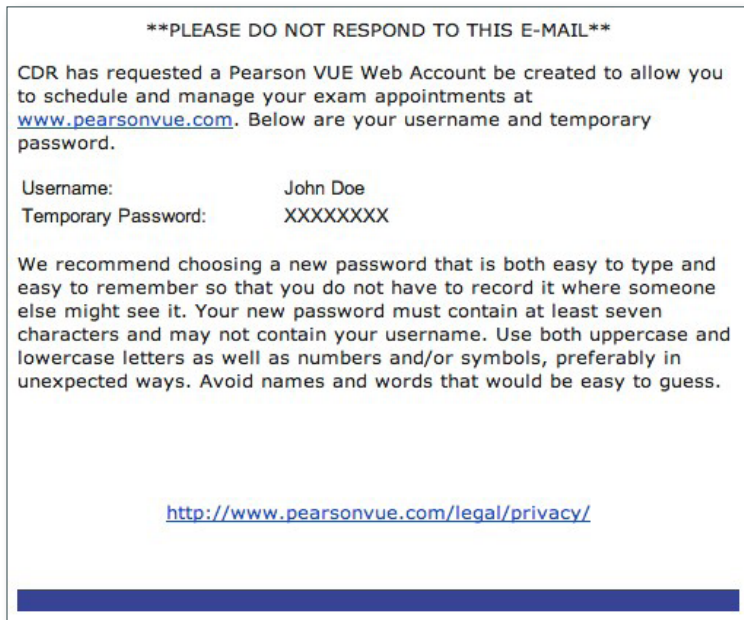 **PLEASE DO NOT RESPOND TO THIS E-MAIL**
CDR has requested a Pearson VUE Web Account be created to allow you
to schedule and manage your exam appointments at
www.pearsonvue.com. Below are your username and temporary
password.
Username: John Doe
Temporary Password: XXXXXXXX
We recommend choosing a new password that is both easy to type and
easy to remember so that you do not have to record it where someone
else might see it. Your new password must contain at least seven
characters and may not contain your username. Use both uppercase and
lowercase letters as well as numbers and/or symbols, preferably in
unexpected ways. Avoid names and words that would be easy to guess.
http://www.pearsonvue.com/legal/privacy/